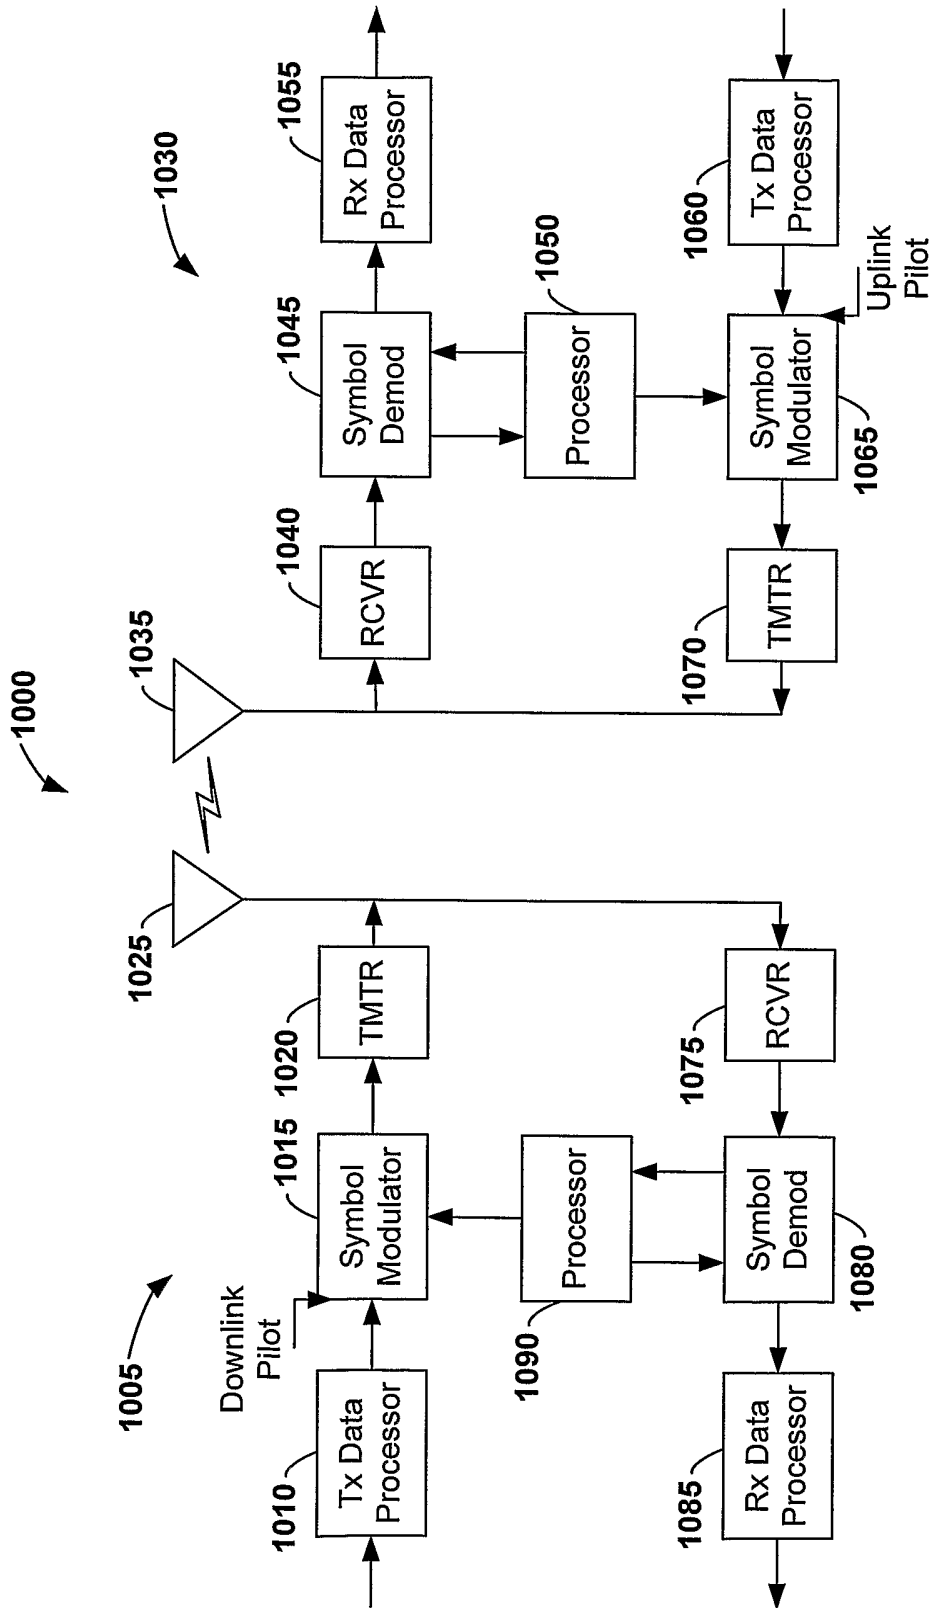 1000
1005
1030
1025
1035
Downlink
Pilot
1010
Tx Data
Processor
1015
Symbol
Modulator
1020
TMTR
1040
RCVR
1045
Symbol
Demod
1055
Rx Data
Processor
1090
Processor
1050
Processor
1085
Rx Data
Processor
1080
Symbol
Demod
1075
RCVR
1070
TMTR
1065
Symbol
Modulator
1060
Tx Data
Processor
Uplink
Pilot